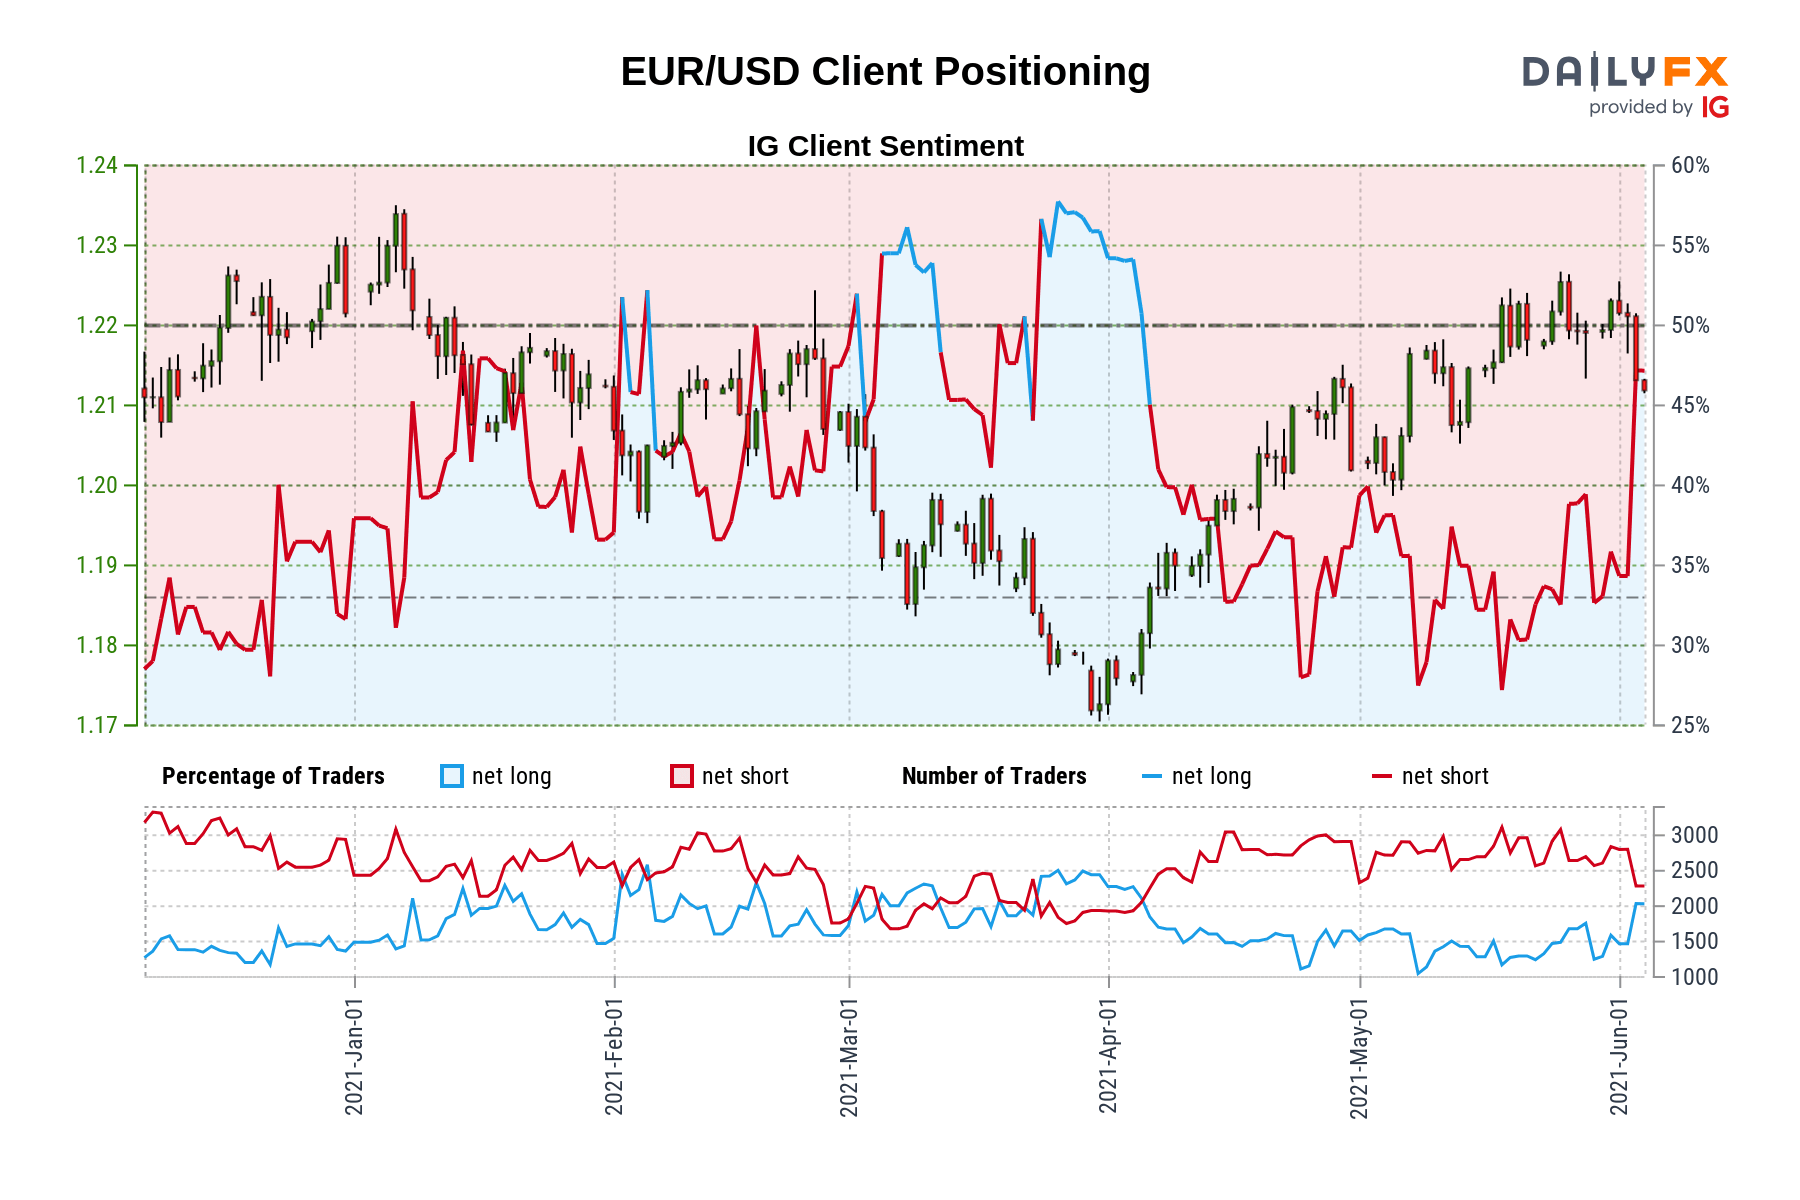 EUR/USD Client Positioning
DAILYFX
provided by IG
IG Client Sentiment
1.24
1.23
1.22
1.21
1.20
1.19
1.18
1.17
60%
55%
50%
45%
40%
35%
30%
25%
Percentage of Traders net long net short Number of Traders net long net short
3000
2500
2000
1500
1000
2021-Jan-01
2021-Feb-01
2021-Mar-01
2021-Apr-01
2021-May-01
2021-Jun-01